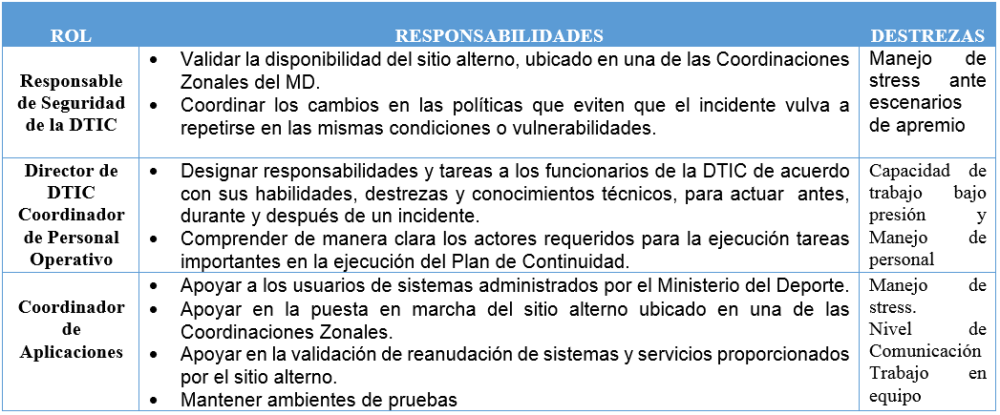 ROL RESPONSABILIDADES DESTREZAS
Responsable
de Seguridad
de la DTIC
• Validar la disponibilidad del sitio alterno, ubicado en una de las Coordinaciones
Zonales del MD.
• Coordinar los cambios en las políticas que eviten que el incidente vulva a
repetirse en las mismas condiciones o vulnerabilidades.
Manejo de
stress ante
escenarios
de apremio
Director de
DTIC
Coordinador
de Personal
Operativo
• Designar responsabilidades y tareas a los funcionarios de la DTIC de acuerdo
con sus habilidades, destrezas y conocimientos técnicos, para actuar antes,
durante y después de un incidente.
• Comprender de manera clara los actores requeridos para la ejecución tareas
importantes en la ejecución del Plan de Continuidad.
Capacidad de
trabajo bajo
presión y
Manejo de
personal
Coordinador
de
Aplicaciones
• Apoyar a los usuarios de sistemas administrados por el Ministerio del Deporte.
• Apoyar en la puesta en marcha del sitio alterno ubicado en una de las
Coordinaciones Zonales.
• Apoyar en la validación de reanudación de sistemas y servicios proporcionados
por el sitio alterno.
• Mantener ambientes de pruebas
Manejo de
stress.
Nivel de
Comunicación
Trabajo en
equipo